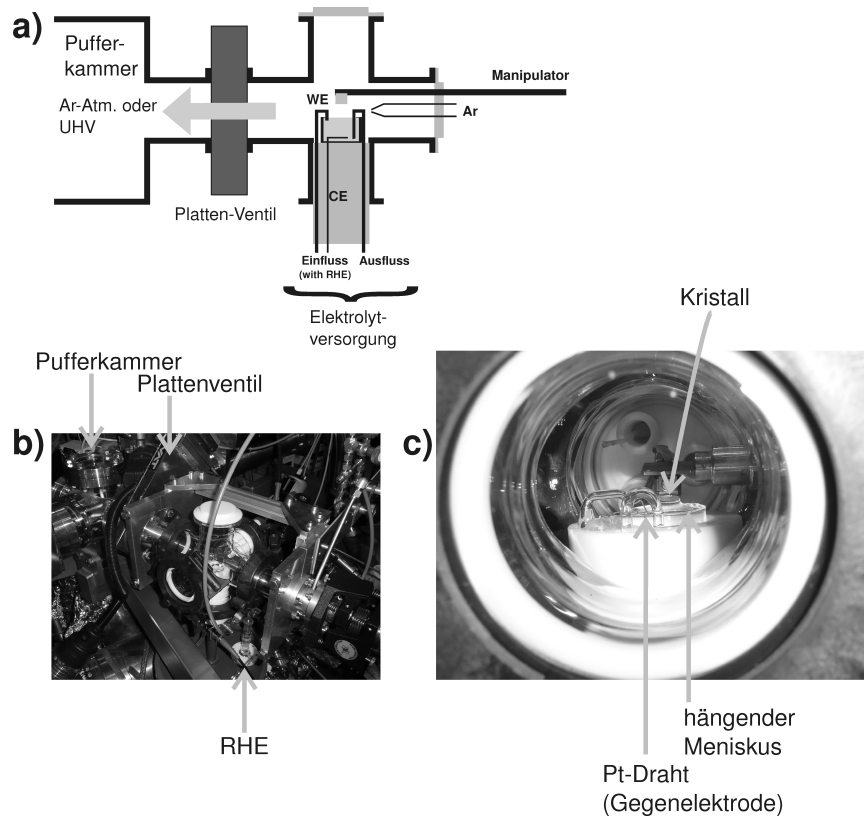 a)
Puffer-
kammer
Ar-Atm. oder
UHV
Platten-Ventil
WE
Manipulator
Ar
CE
Einfluss
(with RHE)
Ausfluss
Elektrolyt-
versorgung
Pufferkammer
Plattenventil
b)
RHE
c)
Kristall
hängender
Meniskus
Pt-Draht
(Gegenelektrode)